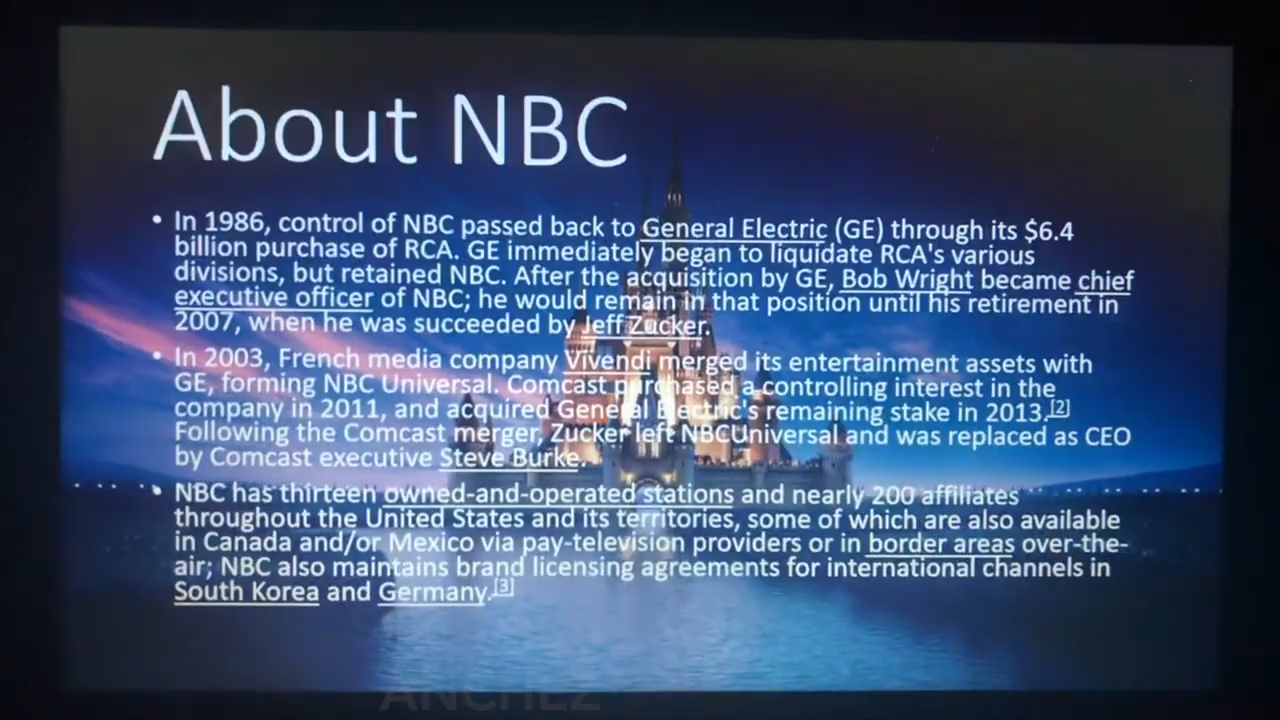 About NBC
• In 1986, control of NBC passed back to General Electric (GE) through its $6.4
billion purchase of RCA. GE immediately began to liquidate RCA's various
divisions, but retained NBC. After the acquisition by GE, Bob Wright became chief
executive officer of NBC; he would remain in that position until his retirement in
2007, when he was succeeded by Jeff Zucker.
• In 2003, French media company Vivendi merged its entertainment assets with
GE, forming NBC Universal. Comcast purchased a controlling interest in the
company in 2011, and acquired General Electric's remaining stake in 2013.[2]
Following the Comcast merger, Zucker left NBCUniversal and was replaced as CEO
by Comcast executive Steve Burke.
• NBC has thirteen owned-and-operated stations and nearly 200 affiliates
throughout the United States and its territories, some of which are also available
in Canada and/or Mexico via pay-television providers or in border areas over-the-
air; NBC also maintains brand licensing agreements for international channels in
South Korea and Germany.[3]